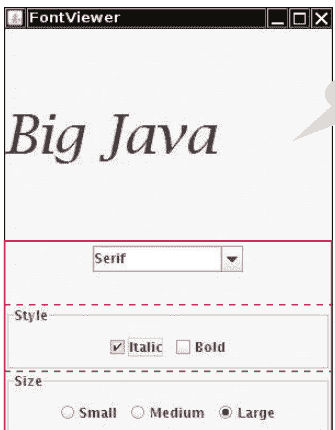 FontViewer
Big Java
Serif
Style
Italic Bold
Size
Small Medium Large